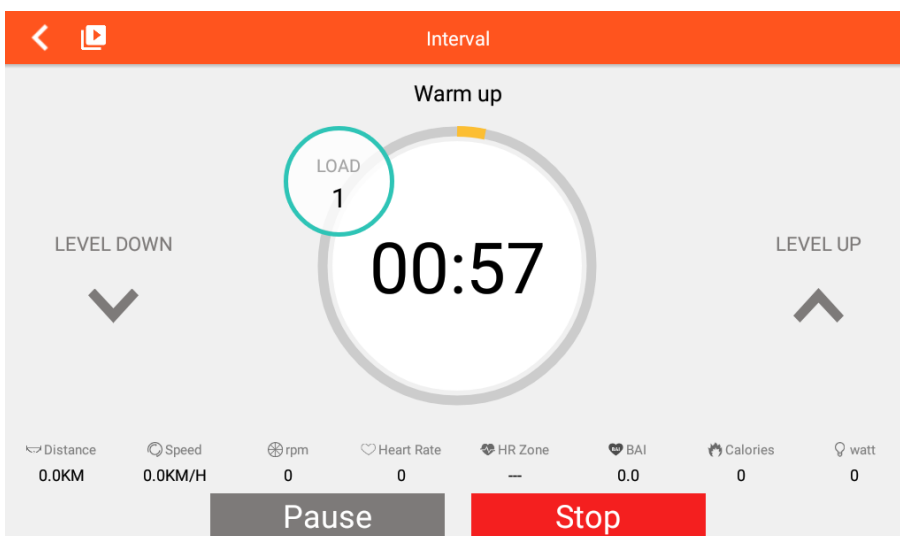 Interval
Warm up
LOAD
1
00:57
LEVEL DOWN
LEVEL UP
Distance Speed rpm Heart Rate HR Zone BAI Calories watt
0.0KM 0.0KM/H 0 0 --- 0.0 0 0
Pause Stop